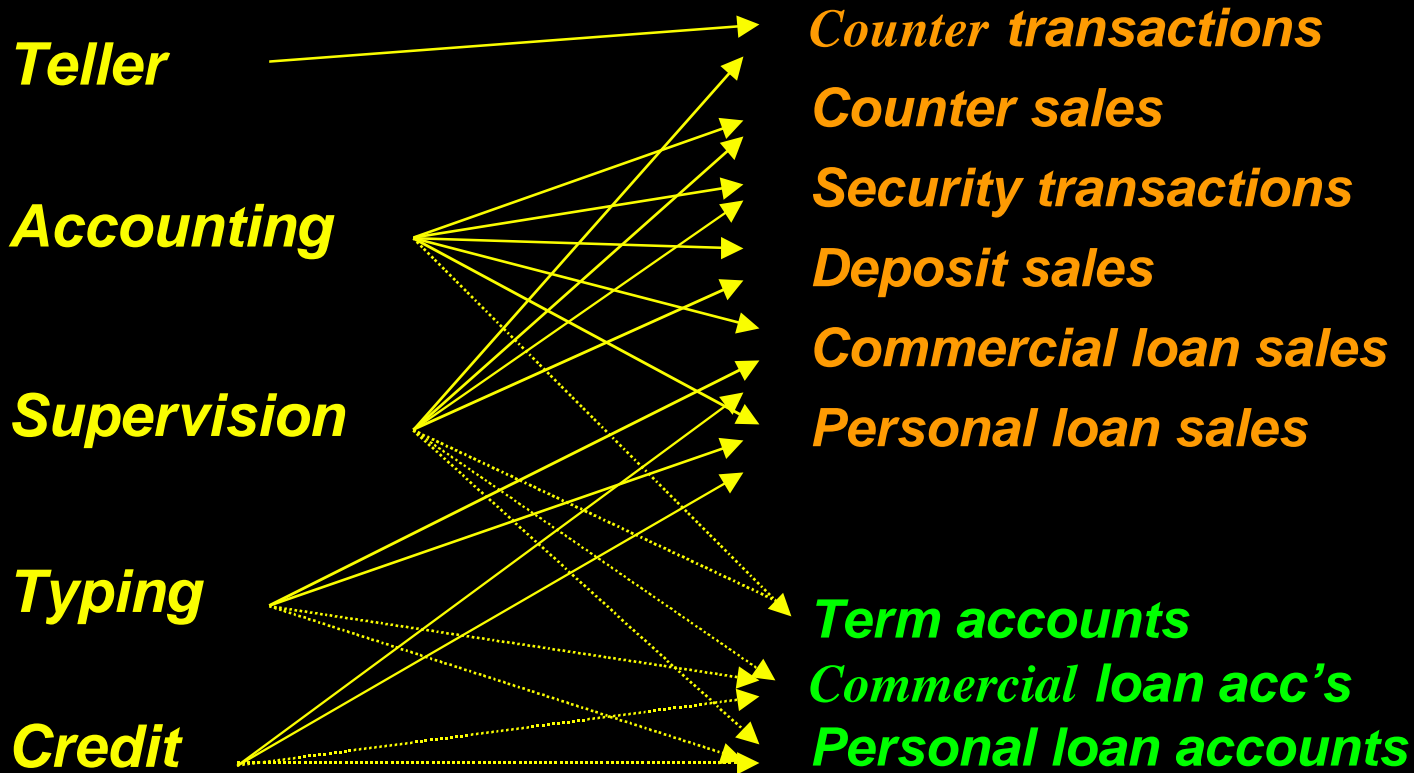 Teller
Accounting
Supervision
Typing
Credit
Counter transactions
Counter sales
Security transactions
Deposit sales
Commercial loan sales
Personal loan sales
Term accounts
Commercial loan acc’s
Personal loan accounts